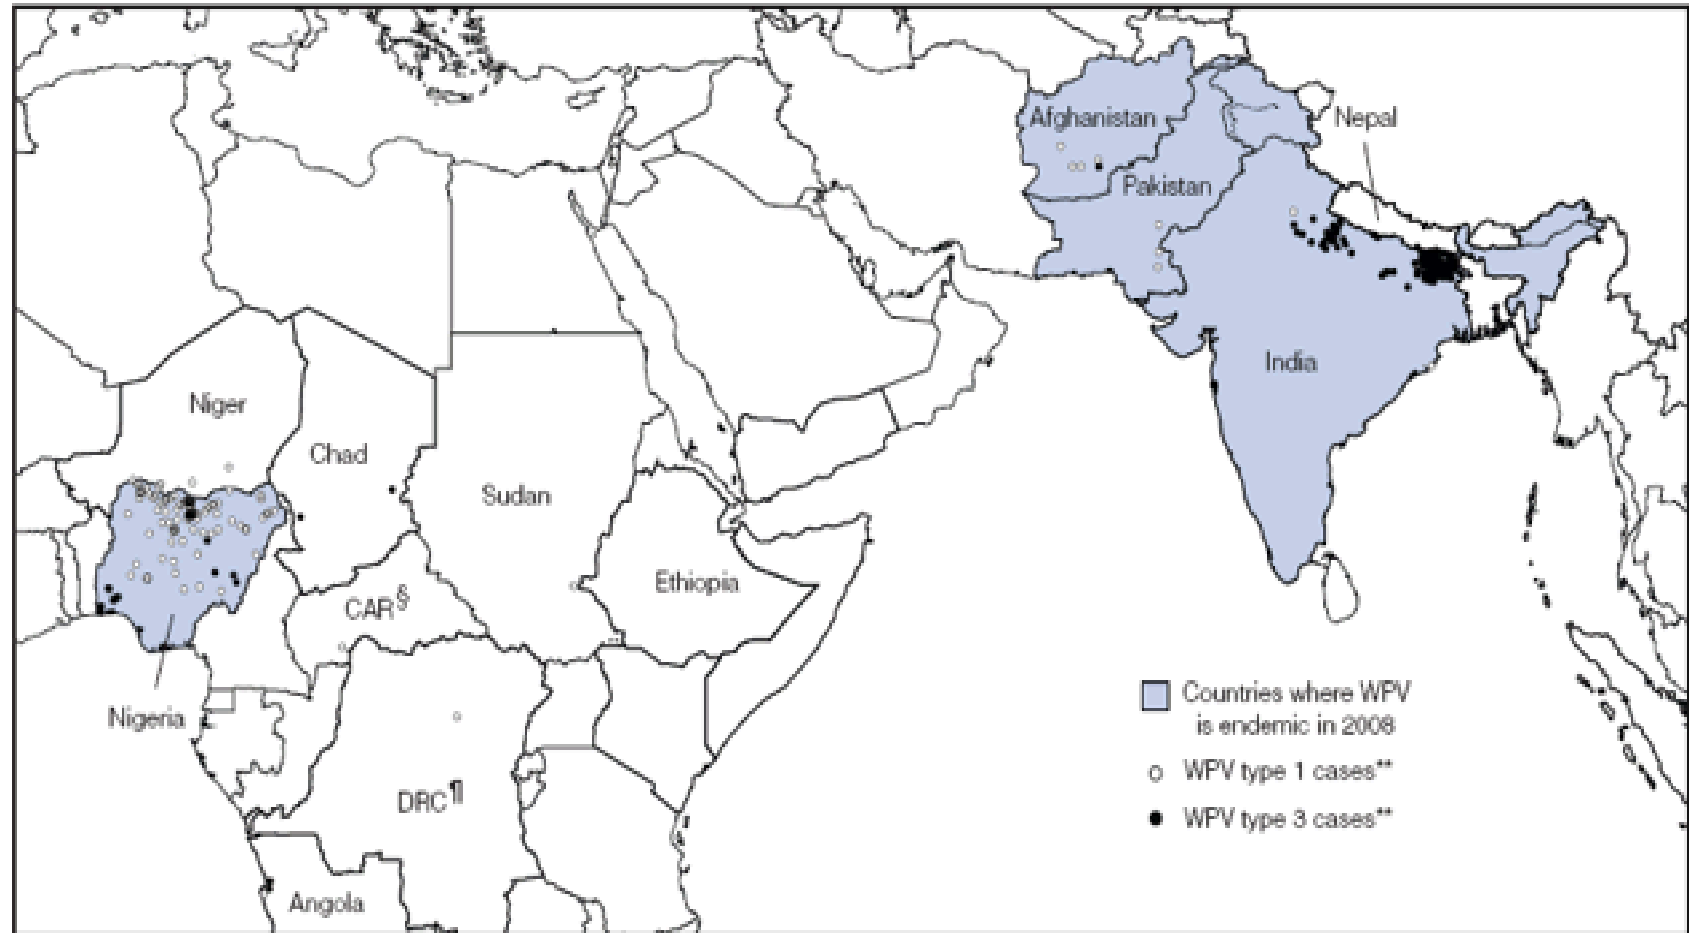 Afghanistan
Nepal
Pakistan
India
Niger
Chad
Sudan
Ethiopia
CAR§
Nigeria
DRC¶
Angola
Countries where WPV
is endemic in 2008
WPV type 1 cases**
WPV type 3 cases**